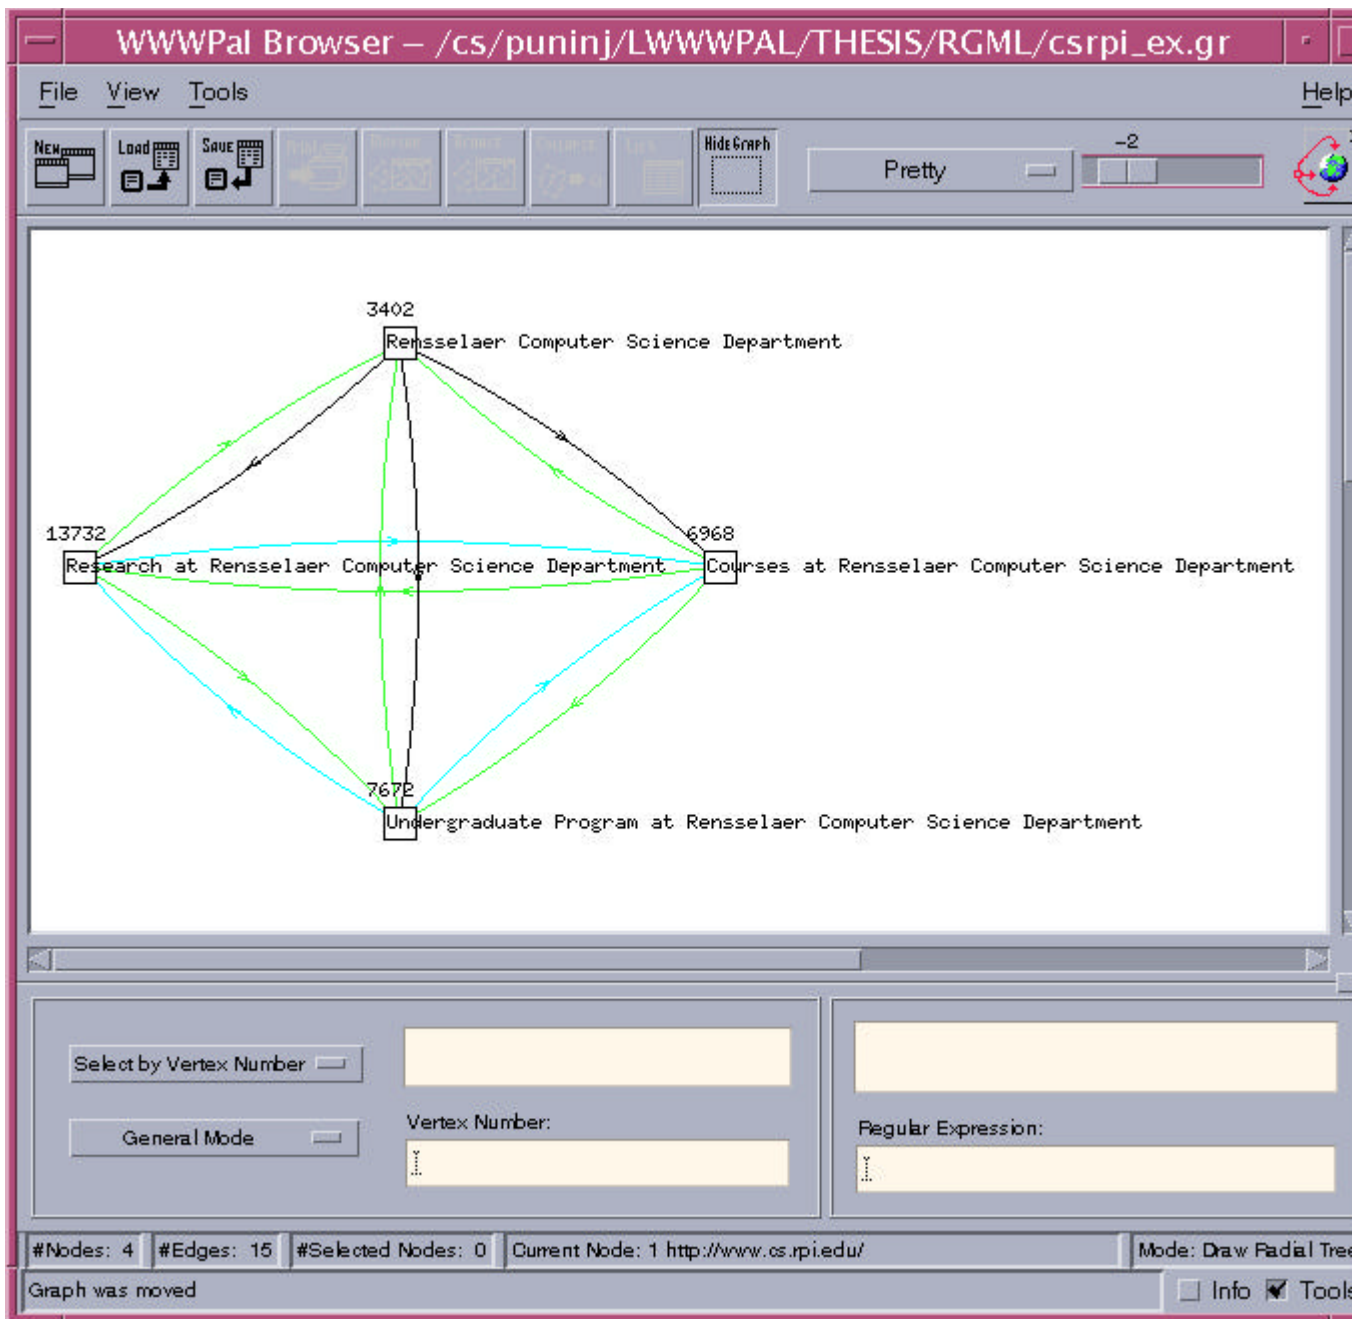 WWWPal Browser – /cs/puninj/LWWWPAL/THESIS/RGML/csrpi_ex.gr
File View Tools Help
New Load Save Hide Graph Pretty -2
3402
Rensselaer Computer Science Department
13732 6968
Research at Rensselaer Computer Science Department Courses at Rensselaer Computer Science Department
7672
Undergraduate Program at Rensselaer Computer Science Department
Select by Vertex Number
General Mode
Vertex Number:
Regular Expression:
#Nodes: 4 #Edges: 15 #Selected Nodes: 0 Current Node: 1 http://www.cs.rpi.edu/ Mode: Draw Radial Tree
Graph was moved Info Tools